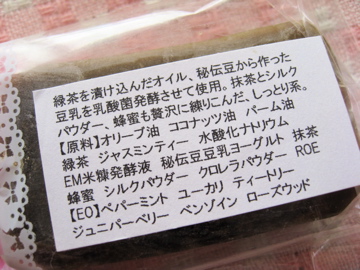 緑茶を漬け込んだオイル、秘伝豆から作った
豆乳を乳酸菌発酵させて使用。抹茶とシルク
パウダー、蜂蜜も贅沢に練りこんだ、しっとり系。
【原料】オリーブ油 ココナッツ油 パーム油
緑茶 ジャスミンティー 水酸化ナトリウム
EM米糠発酵液 秘伝豆豆乳ヨーグルト 抹茶
蜂蜜 シルクパウダー クロレラパウダー ROE
【EO】ペパーミント ユーカリ ティートリー
ジュニパーベリー ベンゾイン ローズウッド